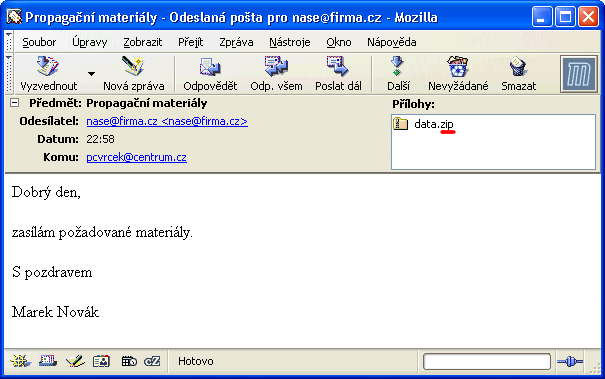 Propagační materiály - Odeslaná pošta pro nase@firma.cz - Mozilla
Soubor Úpravy Zobrazit Přejít Zpráva Nástroje Okno Nápověda
Vyzvednout Nová zpráva Odpovědět Odp. všem Poslat dál Další Nevyžádané Smazat
Předmět: Propagační materiály
Odesílatel: nase@firma.cz <nase@firma.cz>
Datum: 22:58
Komu: pcvrcek@centrum.cz
Přílohy:
data.zip
Dobrý den,
zasílám požadované materiály.
S pozdravem
Marek Novák
cZ Hotovo